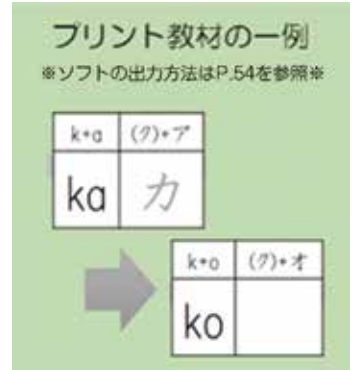 プリント教材の一例
※ソフトの出力方法はP.54を参照※
k+a (ク)+ア
ka カ
k+o (ク)+オ
ko